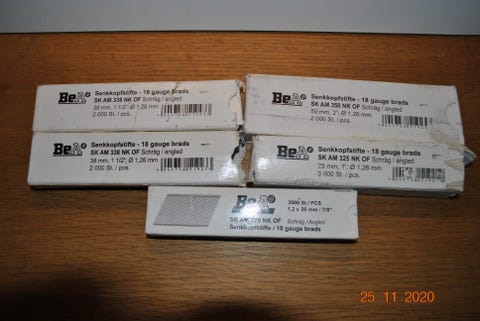 BeA
Senkkopfstifte - 18 gauge brads
SK AM 338 NK OF Schräg / angled
38 mm, 1 1/2"; Ø 1,26 mm
2 000 St. / pcs.
BeA
Senkkopfstifte - 18 gauge brads
SK AM 350 NK OF Schräg / angled
50 mm, 2"; Ø 1,26 mm
2 000 St. / pcs.
BeA
Senkkopfstifte - 18 gauge brads
SK AM 338 NK OF Schräg / angled
38 mm, 1 1/2"; Ø 1,26 mm
2 000 St. / pcs.
BeA
Senkkopfstifte - 18 gauge brads
SK AM 325 NK OF Schräg / angled
25 mm, 1"; Ø 1,26 mm
3 000 St. / pcs.
BeA
3000 St./ PCS
SK AM NK OF Schräg / Angled
Senkkopfstifte / 18 gauge brads
25 11 2020